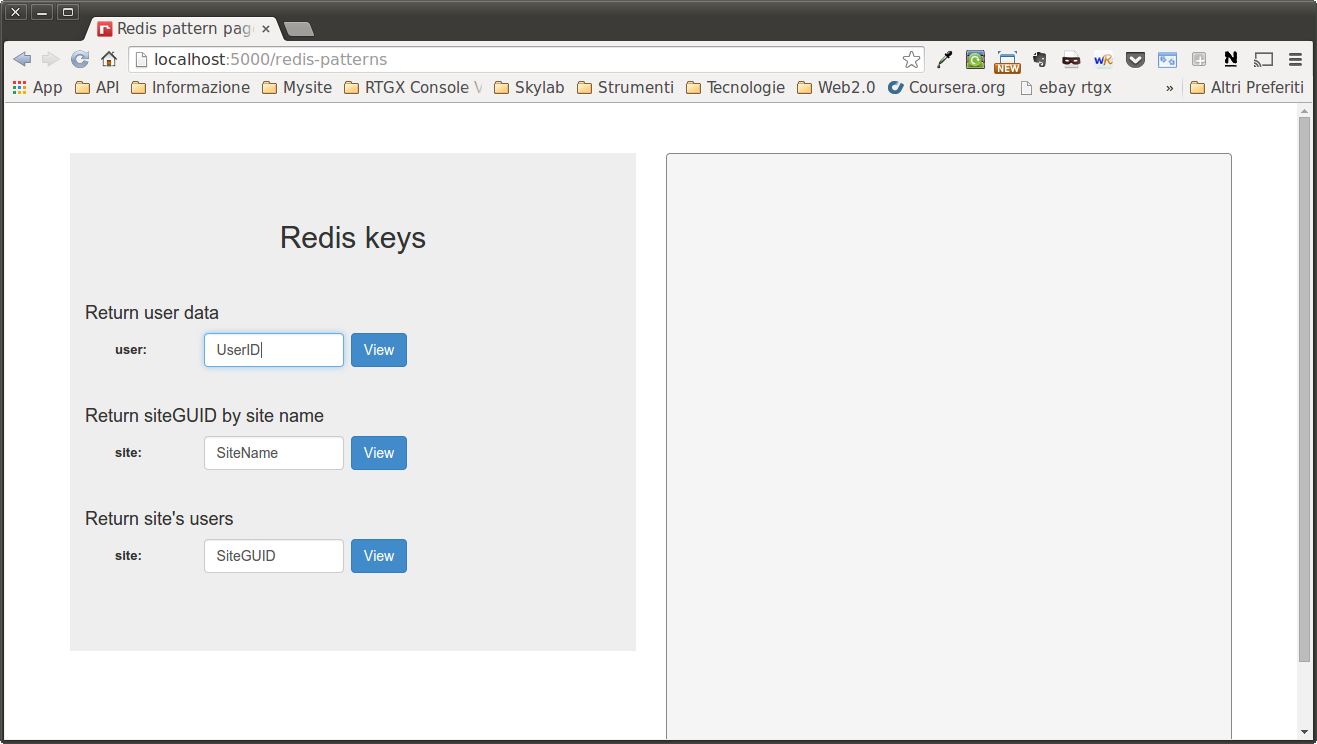 Redis pattern pag
localhost:5000/redis-patterns
NEW
App API Informazione Mysite RTGX Console Skylab Strumenti Tecnologie Web2.0 Coursera.org ebay rtgx » Altri Preferiti
Redis keys
Return user data
user: UserID View
Return siteGUID by site name
site: SiteName View
Return site's users
site: SiteGUID View